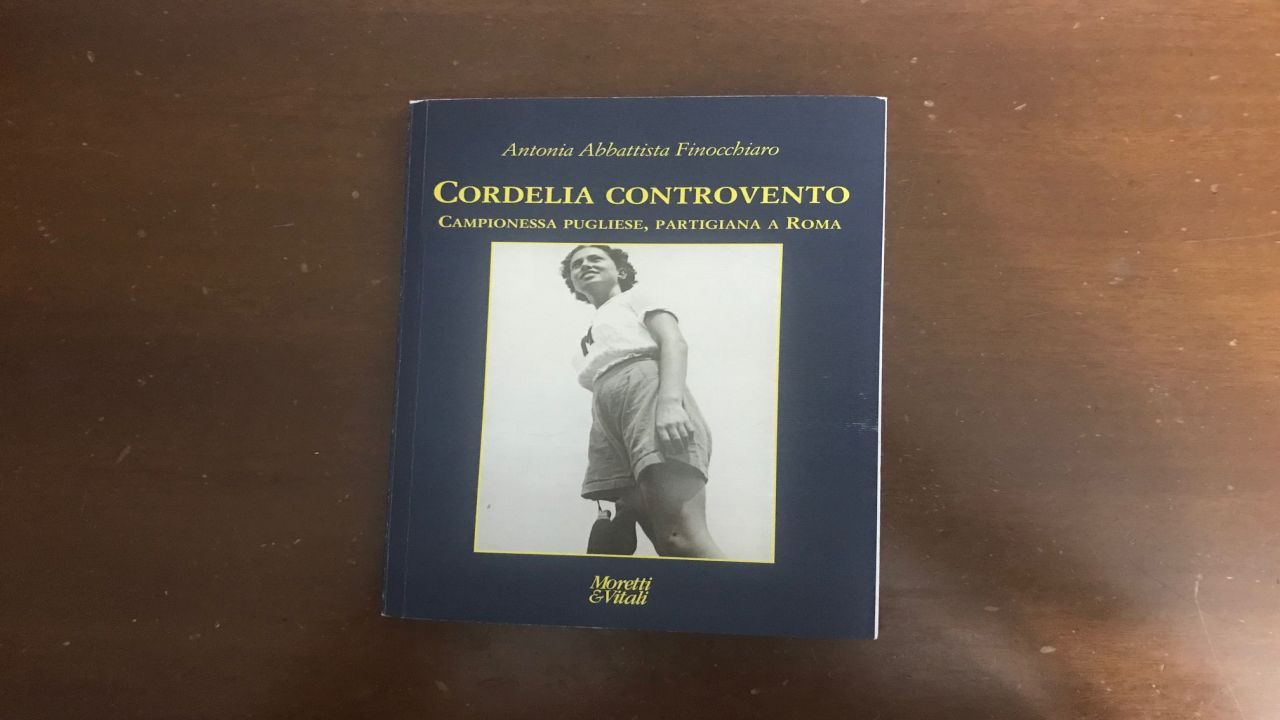 Antonia Abbattista Finocchiaro
CORDELIA CONTROVENTO
CAMPIONESSA PUGLIESE, PARTIGIANA A ROMA
M
Moretti
&Vitali